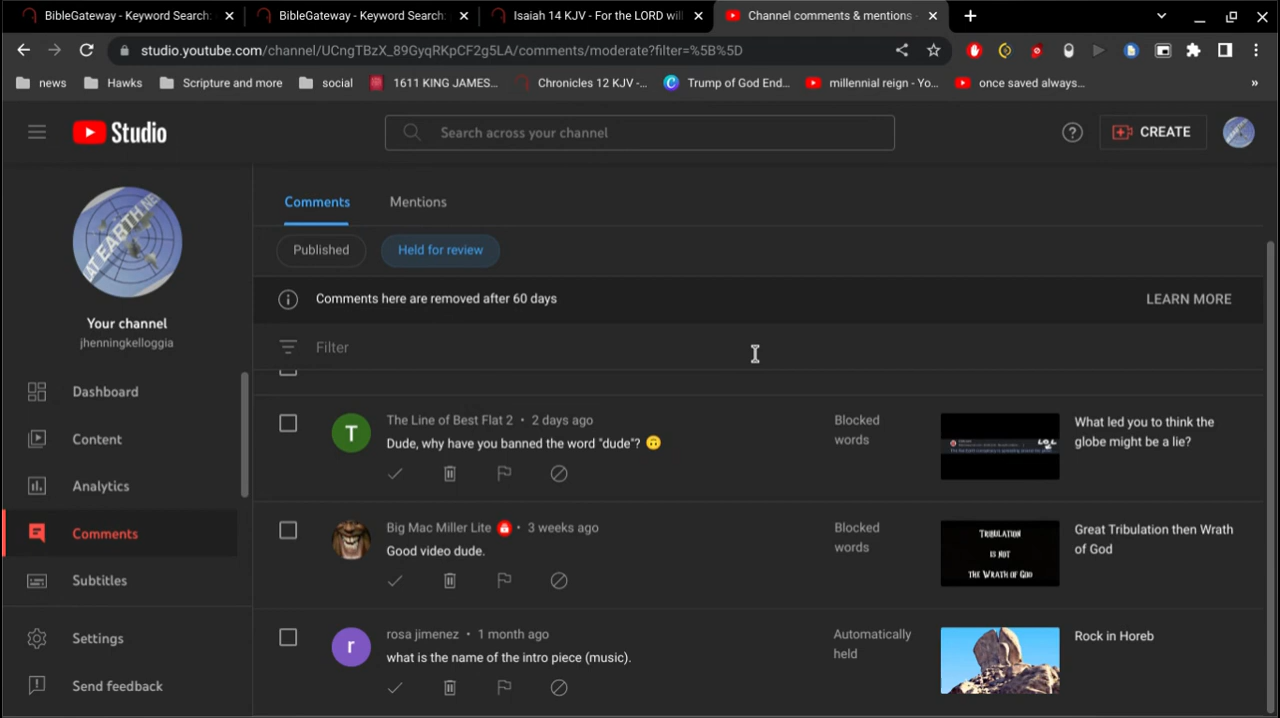 BibleGateway - Keyword Search:
BibleGateway - Keyword Search:
Isaiah 14 KJV - For the LORD will
Channel comments & mentions -
studio.youtube.com/channel/UCngTBzX_89GyqRKpCF2g5LA/comments/moderate?filter=%5B%5D
news
Hawks
Scripture and more
social
1611 KING JAMES...
Chronicles 12 KJV -...
Trump of God End...
millennial reign - Yo...
once saved always...
»
Studio
Search across your channel
CREATE
Your channel
jhenningkelloggia
Dashboard
Content
Analytics
Comments
Subtitles
Settings
Send feedback
Comments
Mentions
Published
Held for review
Comments here are removed after 60 days
LEARN MORE
Filter
T
The Line of Best Flat 2 • 2 days ago
Dude, why have you banned the word "dude"? 🙃
Blocked
words
What led you to think the
globe might be a lie?
Big Mac Miller Lite • 3 weeks ago
Good video dude.
Blocked
words
TRIBULATION
IS NOT
THE WRATH OF GOD
Great Tribulation then Wrath
of God
r
rosa jimenez • 1 month ago
what is the name of the intro piece (music).
Automatically
held
Rock in Horeb